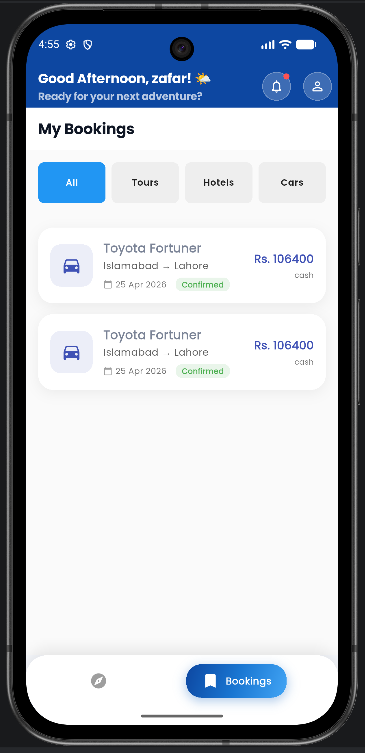 4:55
Good Afternoon, zafar! 🌤️
Ready for your next adventure?
My Bookings
All Tours Hotels Cars
Toyota Fortuner
Islamabad → Lahore
25 Apr 2026 Confirmed
Rs. 106400
cash
Toyota Fortuner
Islamabad → Lahore
25 Apr 2026 Confirmed
Rs. 106400
cash
Bookings